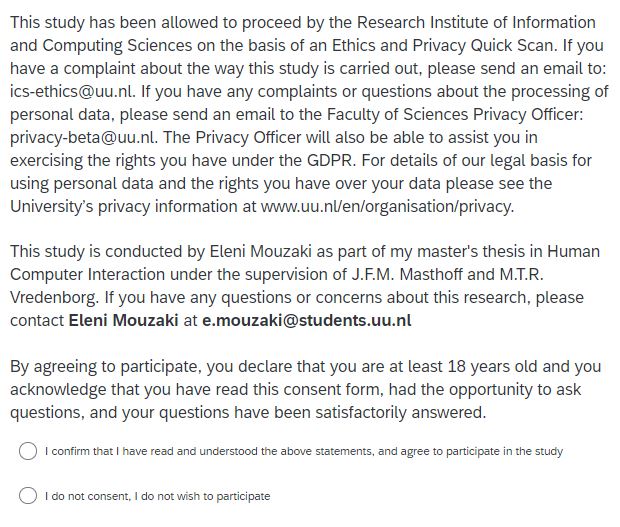 This study has been allowed to proceed by the Research Institute of Information
and Computing Sciences on the basis of an Ethics and Privacy Quick Scan. If you
have a complaint about the way this study is carried out, please send an email to:
ics-ethics@uu.nl. If you have any complaints or questions about the processing of
personal data, please send an email to the Faculty of Sciences Privacy Officer:
privacy-beta@uu.nl. The Privacy Officer will also be able to assist you in
exercising the rights you have under the GDPR. For details of our legal basis for
using personal data and the rights you have over your data please see the
University's privacy information at www.uu.nl/en/organisation/privacy.
This study is conducted by Eleni Mouzaki as part of my master's thesis in Human
Computer Interaction under the supervision of J.F.M. Masthoff and M.T.R.
Vredenborg. If you have any questions or concerns about this research, please
contact Eleni Mouzaki at e.mouzaki@students.uu.nl
By agreeing to participate, you declare that you are at least 18 years old and you
acknowledge that you have read this consent form, had the opportunity to ask
questions, and your questions have been satisfactorily answered.
I confirm that I have read and understood the above statements, and agree to participate in the study
I do not consent, I do not wish to participate